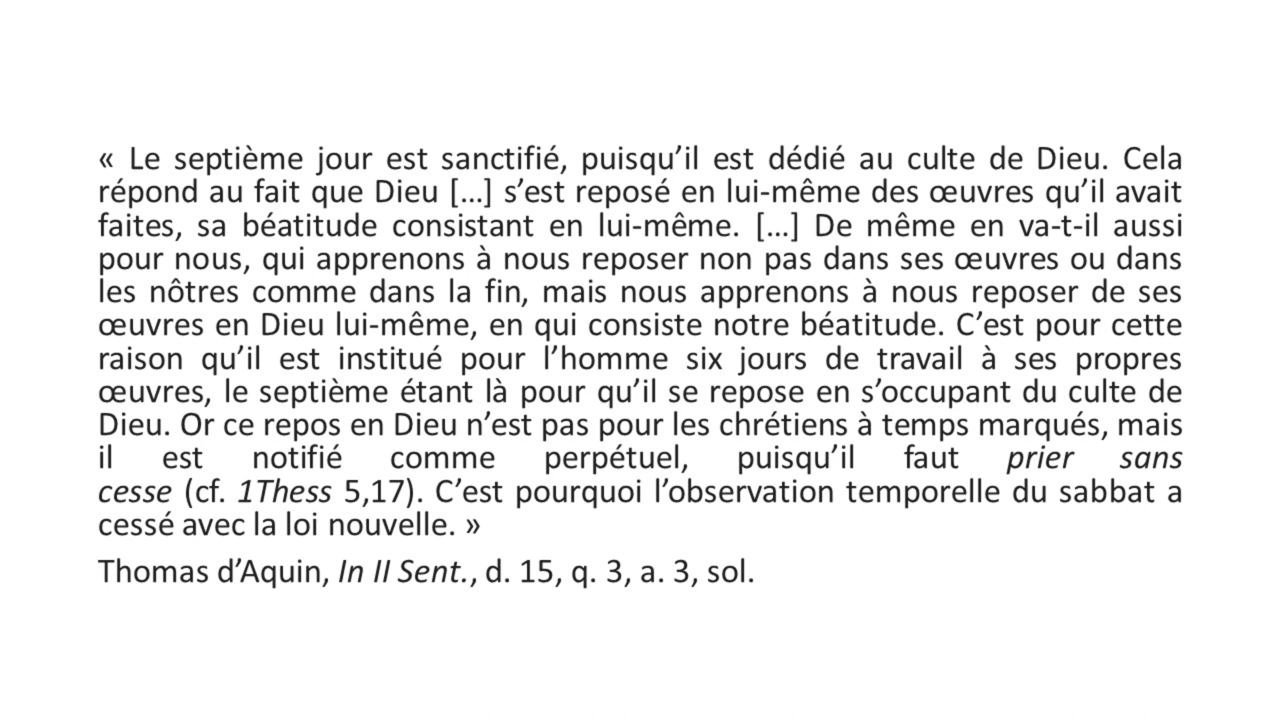 « Le septième jour est sanctifié, puisqu’il est dédié au culte de Dieu. Cela
répond au fait que Dieu […] s’est reposé en lui-même des œuvres qu’il avait
faites, sa béatitude consistant en lui-même. […] De même en va-t-il aussi
pour nous, qui apprenons à nous reposer non pas dans ses œuvres ou dans
les nôtres comme dans la fin, mais nous apprenons à nous reposer de ses
œuvres en Dieu lui-même, en qui consiste notre béatitude. C’est pour cette
raison qu’il est institué pour l’homme six jours de travail à ses propres
œuvres, le septième étant là pour qu’il se repose en s’occupant du culte de
Dieu. Or ce repos en Dieu n’est pas pour les chrétiens à temps marqués, mais
il est notifié comme perpétuel, puisqu’il faut prier sans
cesse (cf. 1Thess 5,17). C’est pourquoi l’observation temporelle du sabbat a
cessé avec la loi nouvelle. »
Thomas d’Aquin, In II Sent., d. 15, q. 3, a. 3, sol.